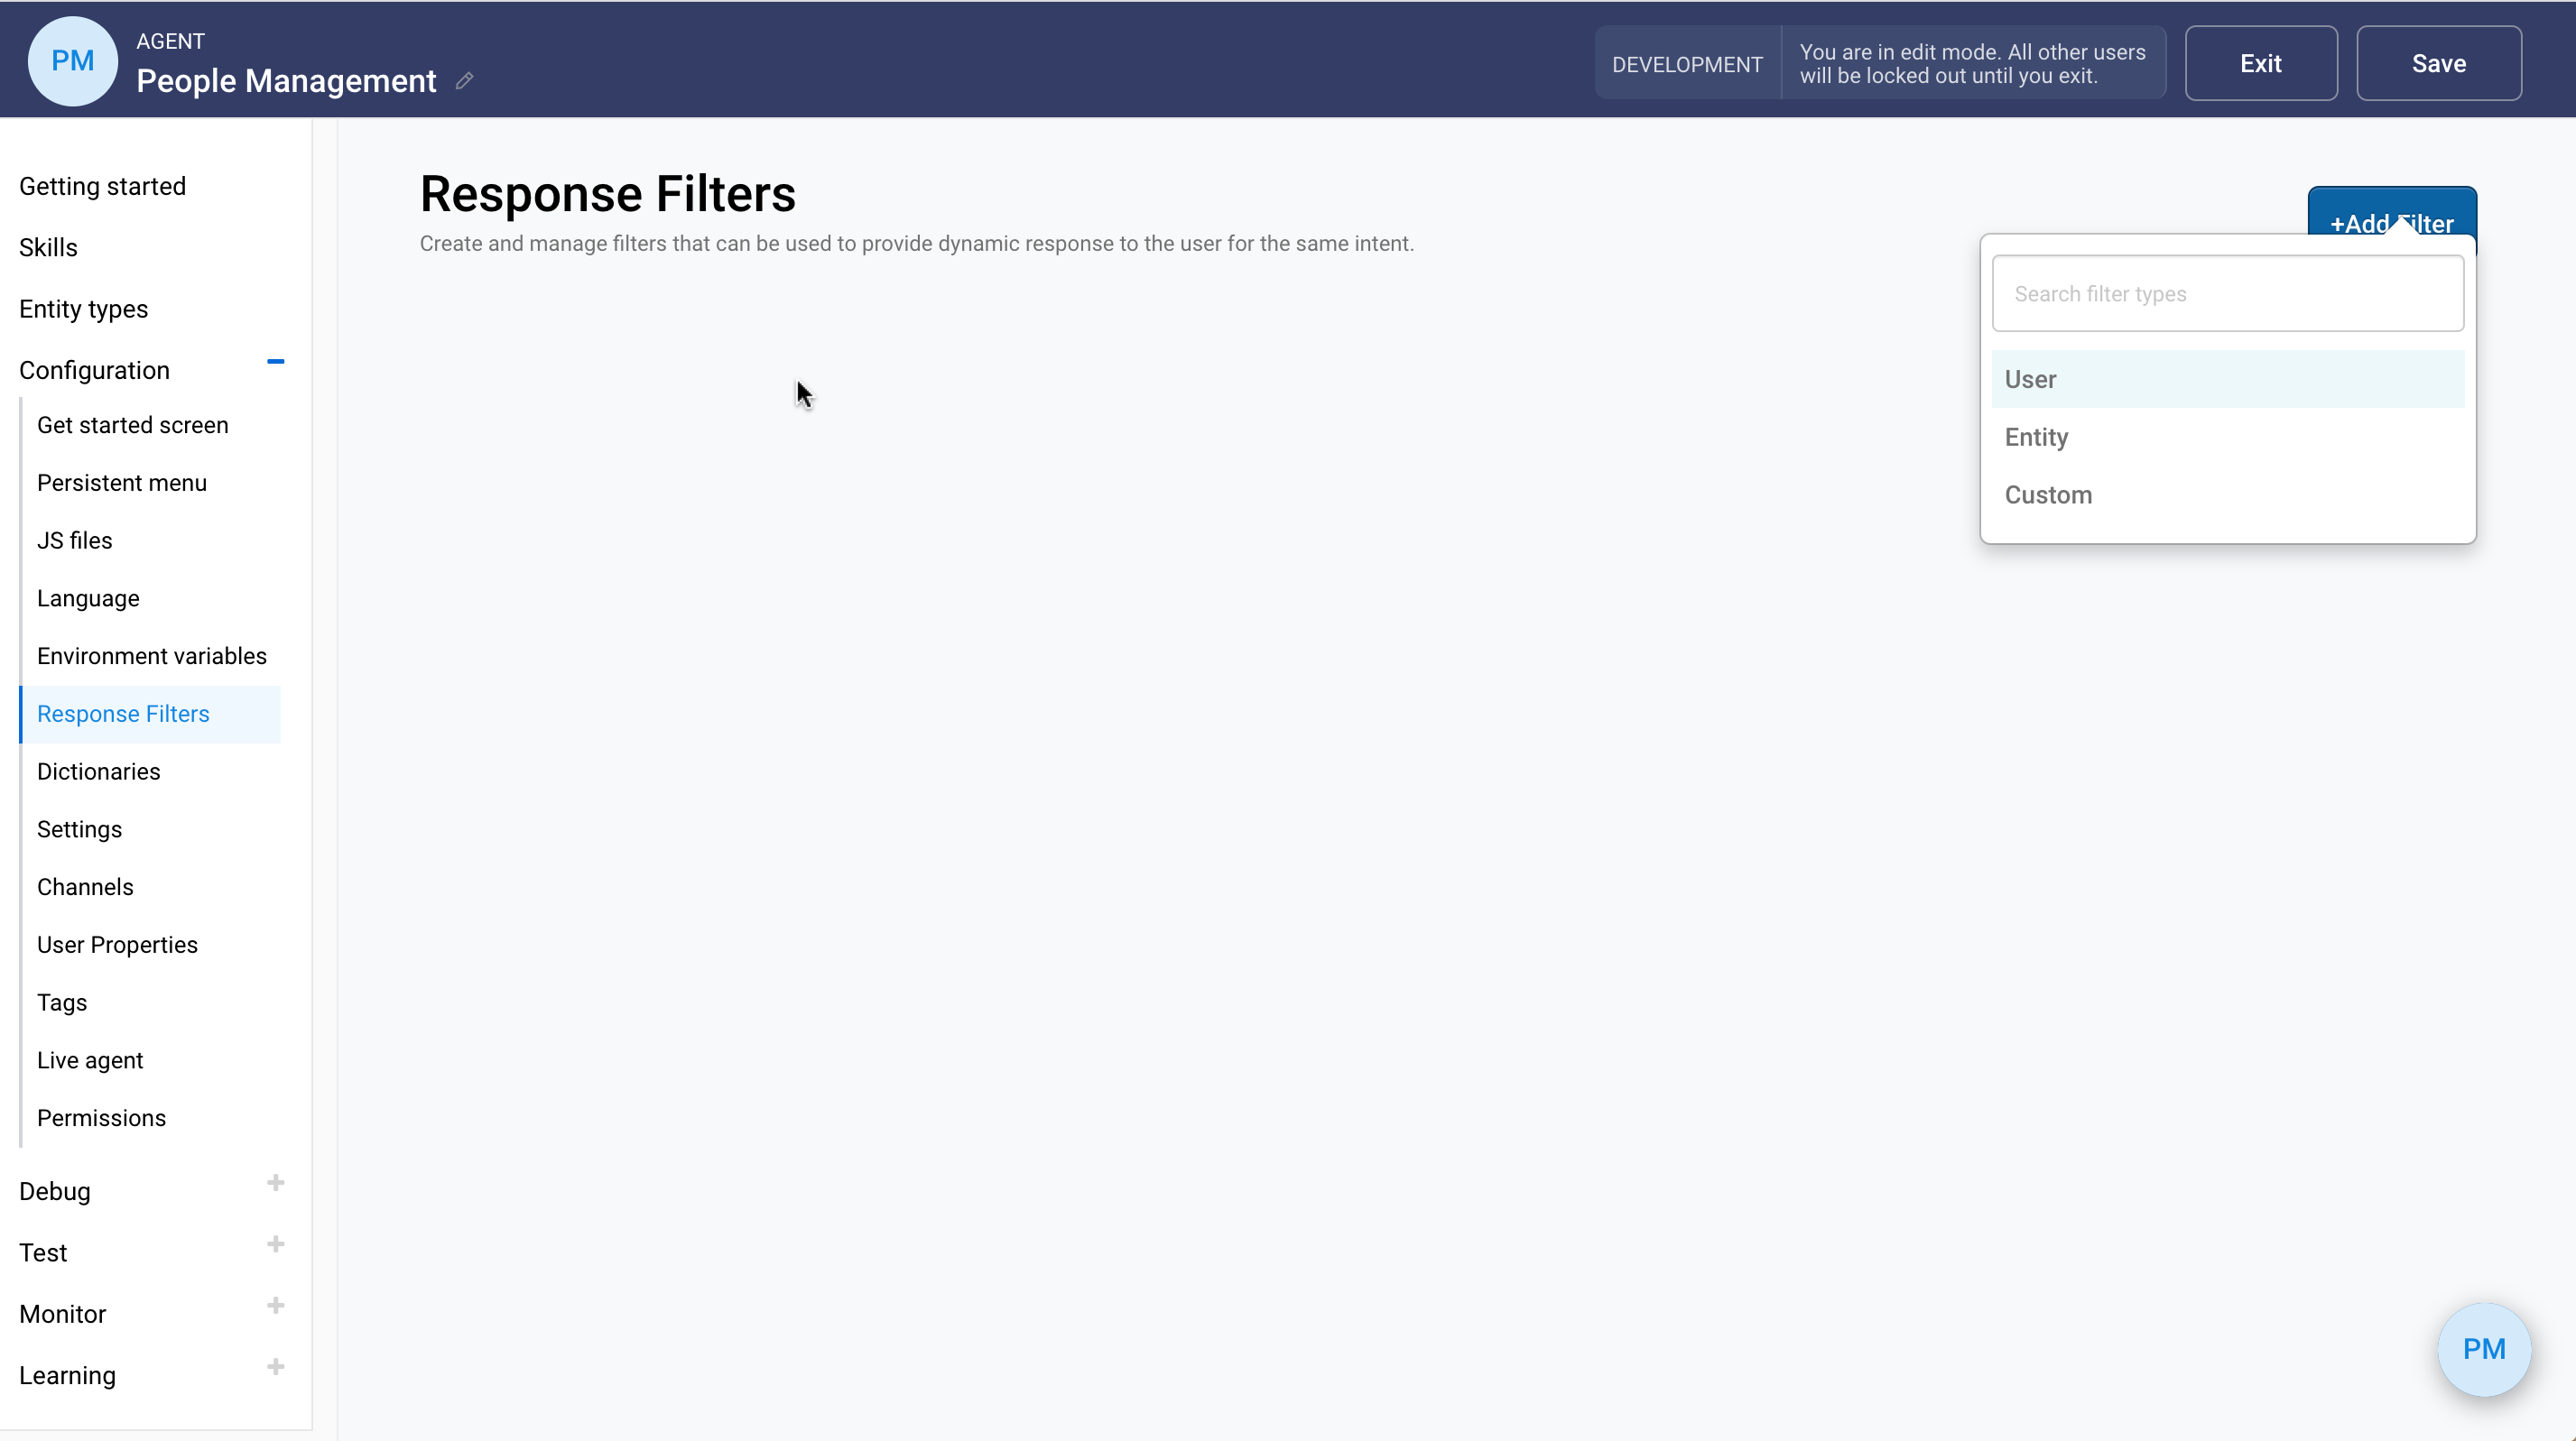 PM
AGENT
People Management
DEVELOPMENT
You are in edit mode. All other users
will be locked out until you exit.
Exit
Save
Getting started
Skills
Entity types
Configuration
Get started screen
Persistent menu
JS files
Language
Environment variables
Response Filters
Dictionaries
Settings
Channels
User Properties
Tags
Live agent
Permissions
Debug
Test
Monitor
Learning
Response Filters
Create and manage filters that can be used to provide dynamic response to the user for the same intent.
+Add Filter
Search filter types
User
Entity
Custom
PM